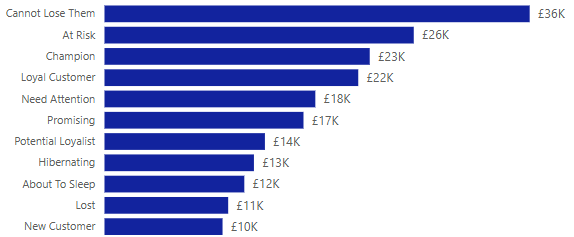 Cannot Lose Them £36K
At Risk £26K
Champion £23K
Loyal Customer £22K
Need Attention £18K
Promising £17K
Potential Loyalist £14K
Hibernating £13K
About To Sleep £12K
Lost £11K
New Customer £10K